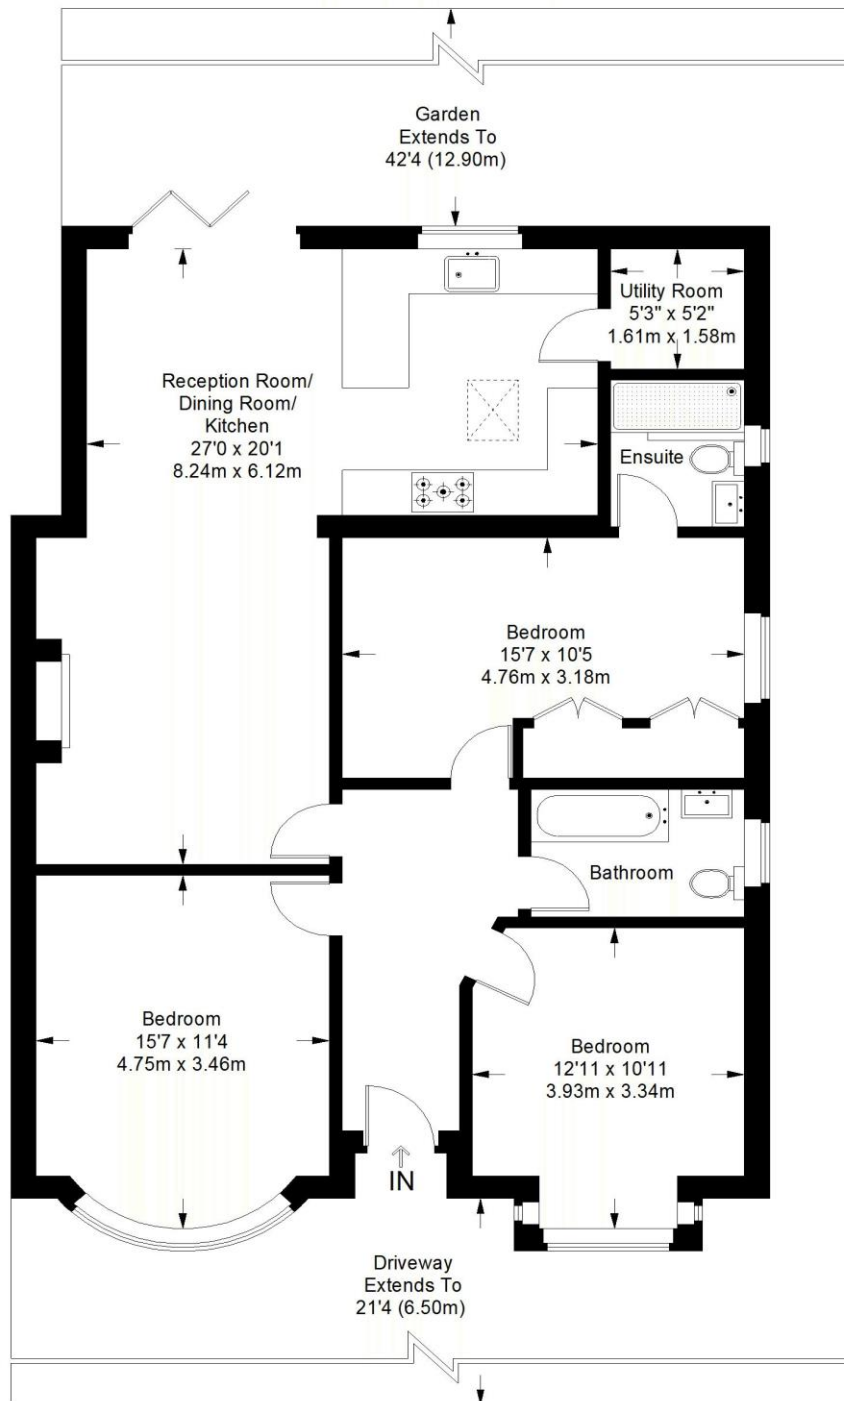 Garden
Extends To
42'4 (12.90m)
Utility Room
5'3" x 5'2"
1.61m x 1.58m
Reception Room/
Dining Room/
Kitchen
27'0 x 20'1
8.24m x 6.12m
Ensuite
Bedroom
15'7 x 10'5
4.76m x 3.18m
Bathroom
Bedroom
15'7 x 11'4
4.75m x 3.46m
Bedroom
12'11 x 10'11
3.93m x 3.34m
IN
Driveway
Extends To
21'4 (6.50m)